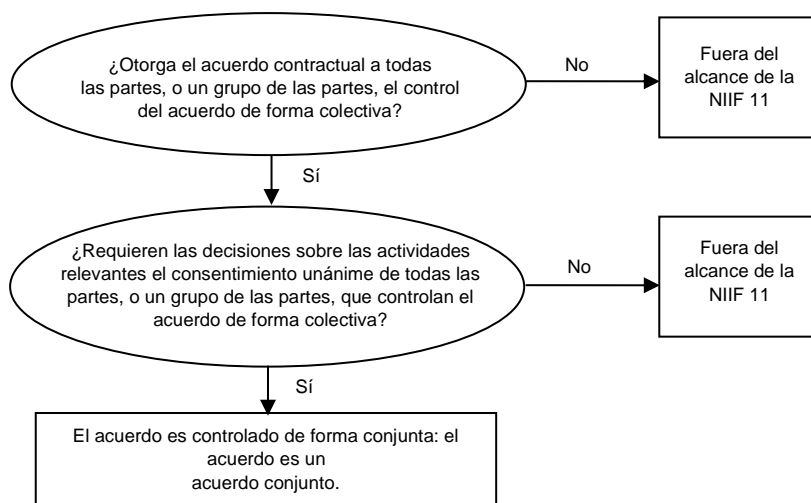 ¿Otorga el acuerdo contractual a todas
las partes, o un grupo de las partes, el control
del acuerdo de forma colectiva?
No
Fuera del
alcance de la
NIIF 11
Sí
¿Requieren las decisiones sobre las actividades
relevantes el consentimiento unánime de todas las
partes, o un grupo de las partes, que controlan el
acuerdo de forma colectiva?
No
Fuera del
alcance de la
NIIF 11
Sí
El acuerdo es controlado de forma conjunta: el
acuerdo es un
acuerdo conjunto.